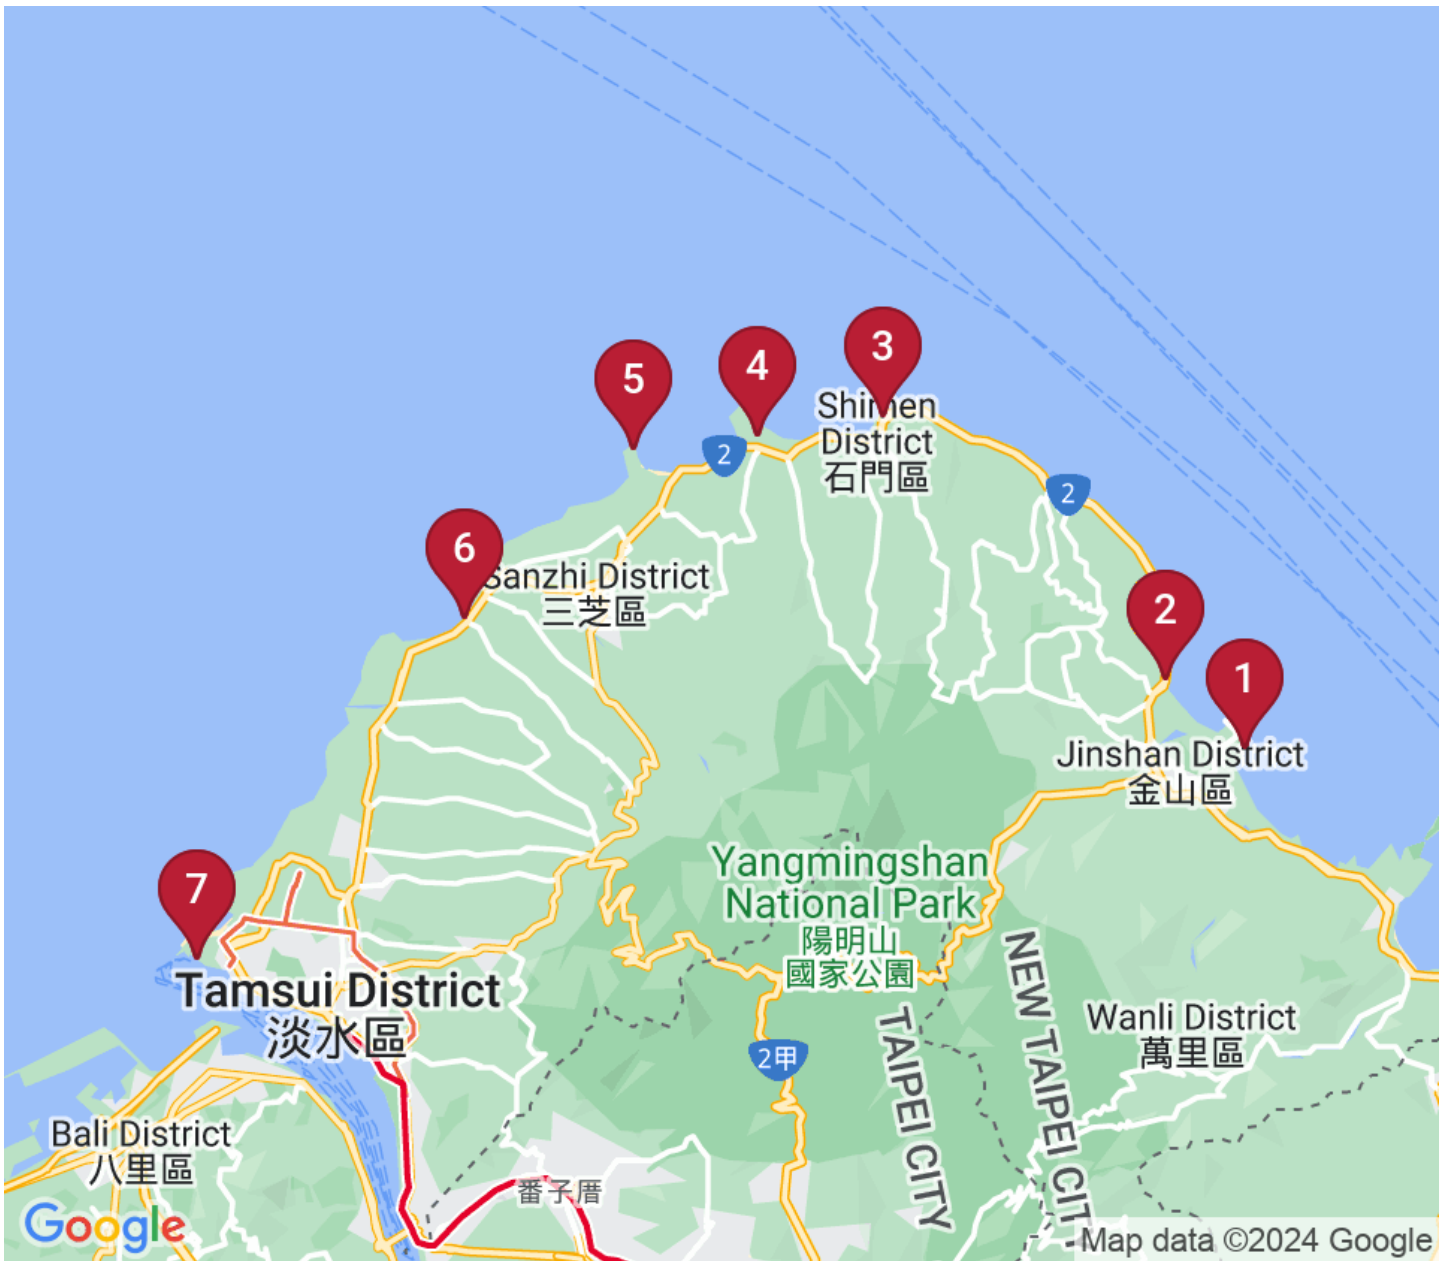 3
4
5
Shimen
District
石門區
2
2
6
Sanzhi District
三芝區
2
1
Jinshan District
金山區
Yangmingshan
National Park
陽明山
國家公園
7
Tamsui District
淡水區
NEW TAIPEI CIT
TAIPEI CITY
Wanli District
萬里區
2甲
Bali District
八里區
番子厝
Google
Map data ©2024 Google